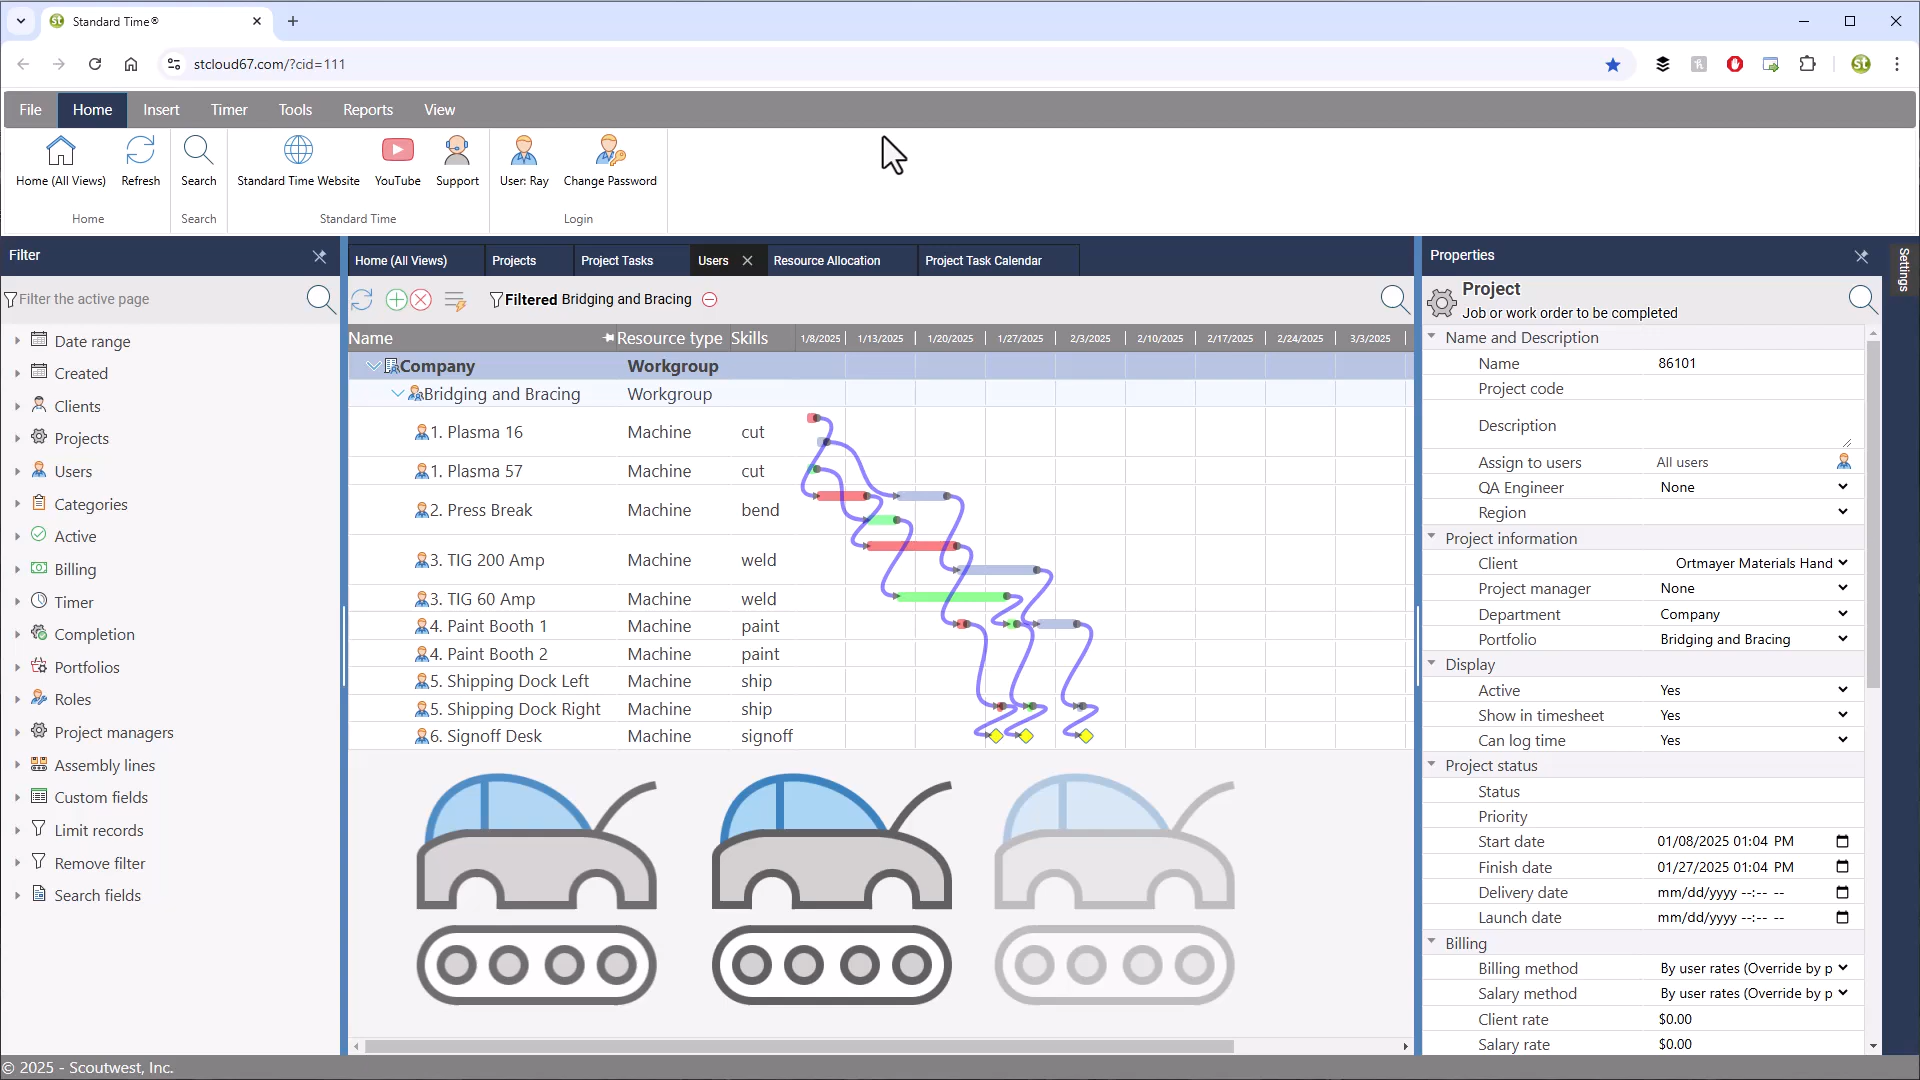 Standard Time®
stcloud67.com/?cid=111
File Home Insert Timer Tools Reports View
Home (All Views) Refresh Search Standard Time Website YouTube Support User: Ray Change Password
Home Search Standard Time Login
Filter
Filter the active page
Date range
Created
Clients
Projects
Users
Categories
Active
Billing
Timer
Completion
Portfolios
Roles
Project managers
Assembly lines
Custom fields
Limit records
Remove filter
Search fields
Home (All Views) Projects Project Tasks Users Resource Allocation Project Task Calendar
Filtered Bridging and Bracing
Name Resource type Skills 1/8/2025 1/13/2025 1/20/2025 1/27/2025 2/3/2025 2/10/2025 2/17/2025 2/24/2025 3/3/2025
Company Workgroup
Bridging and Bracing Workgroup
1. Plasma 16 Machine cut
1. Plasma 57 Machine cut
2. Press Break Machine bend
3. TIG 200 Amp Machine weld
3. TIG 60 Amp Machine weld
4. Paint Booth 1 Machine paint
4. Paint Booth 2 Machine paint
5. Shipping Dock Left Machine ship
5. Shipping Dock Right Machine ship
6. Signoff Desk Machine signoff
Properties
Settings
Project
Job or work order to be completed
Name and Description
Name 86101
Project code
Description
Assign to users All users
QA Engineer None
Region
Project information
Client Ortmayer Materials Hand
Project manager None
Department Company
Portfolio Bridging and Bracing
Display
Active Yes
Show in timesheet Yes
Can log time Yes
Project status
Status
Priority
Start date 01/08/2025 01:04 PM
Finish date 01/27/2025 01:04 PM
Delivery date mm/dd/yyyy --:-- --
Launch date mm/dd/yyyy --:-- --
Billing
Billing method By user rates (Override by p
Salary method By user rates (Override by p
Client rate $0.00
Salary rate $0.00
© 2025 - Scoutwest, Inc.